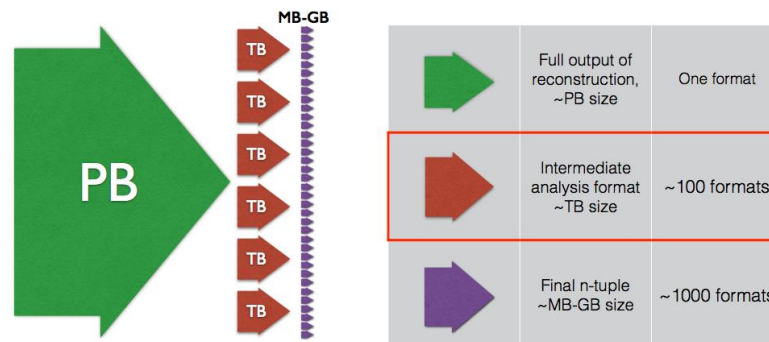 MB-GB
PB
TB
TB
TB
TB
TB
TB
Full output of
reconstruction,
~PB size
One format
Intermediate
analysis format
~TB size
~100 formats
Final n-tuple
~MB-GB size
~1000 formats